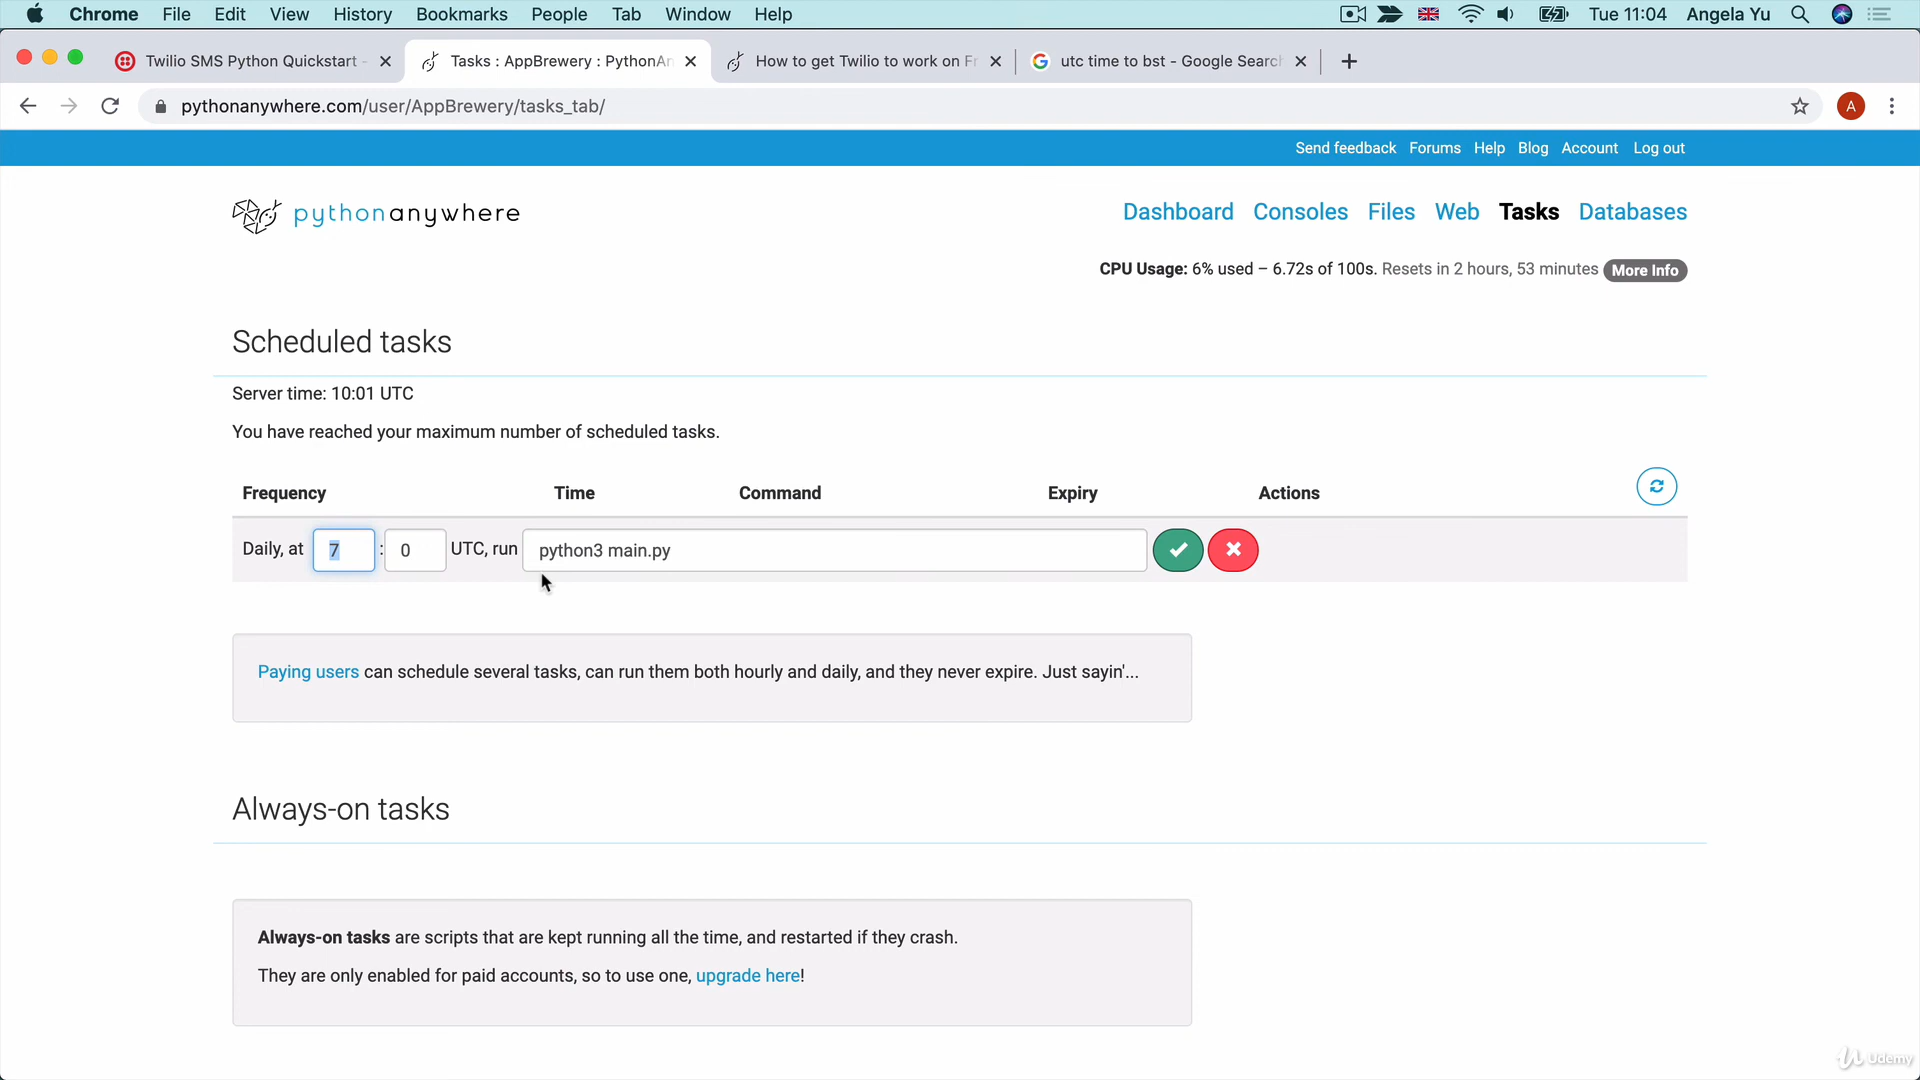 Chrome File Edit View History Bookmarks People Tab Window Help Tue 11:04 Angela Yu
Twilio SMS Python Quickstart - Tasks : AppBrewery : PythonAn How to get Twilio to work on Fr utc time to bst - Google Search
pythonanywhere.com/user/AppBrewery/tasks_tab/ A
Send feedback Forums Help Blog Account Log out
pythonanywhere Dashboard Consoles Files Web Tasks Databases
CPU Usage: 6% used – 6.72s of 100s. Resets in 2 hours, 53 minutes More Info
Scheduled tasks
Server time: 10:01 UTC
You have reached your maximum number of scheduled tasks.
Frequency Time Command Expiry Actions
Daily, at 7 : 0 UTC, run python3 main.py
Paying users can schedule several tasks, can run them both hourly and daily, and they never expire. Just sayin'...
Always-on tasks
Always-on tasks are scripts that are kept running all the time, and restarted if they crash.
They are only enabled for paid accounts, so to use one, upgrade here!
Udemy